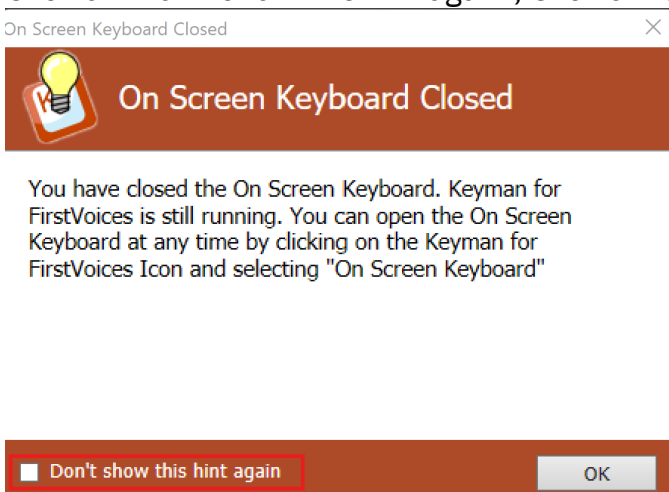 On Screen Keyboard Closed
On Screen Keyboard Closed
You have closed the On Screen Keyboard. Keyman for
FirstVoices is still running. You can open the On Screen
Keyboard at any time by clicking on the Keyman for
FirstVoices Icon and selecting "On Screen Keyboard"
Don't show this hint again
OK